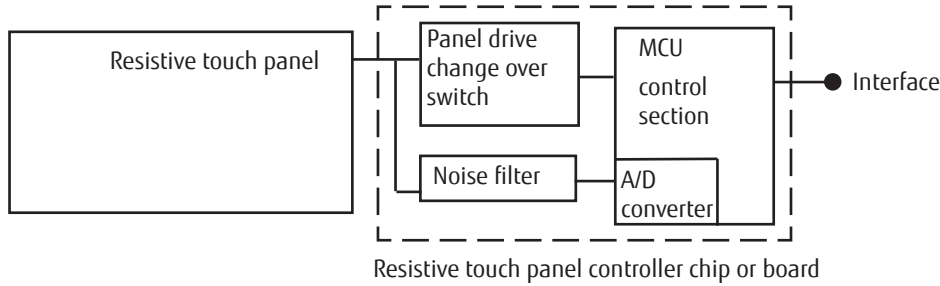 Resistive touch panel
Panel drive
change over
switch
MCU
control
section
Interface
Noise filter
A/D
converter
Resistive touch panel controller chip or board